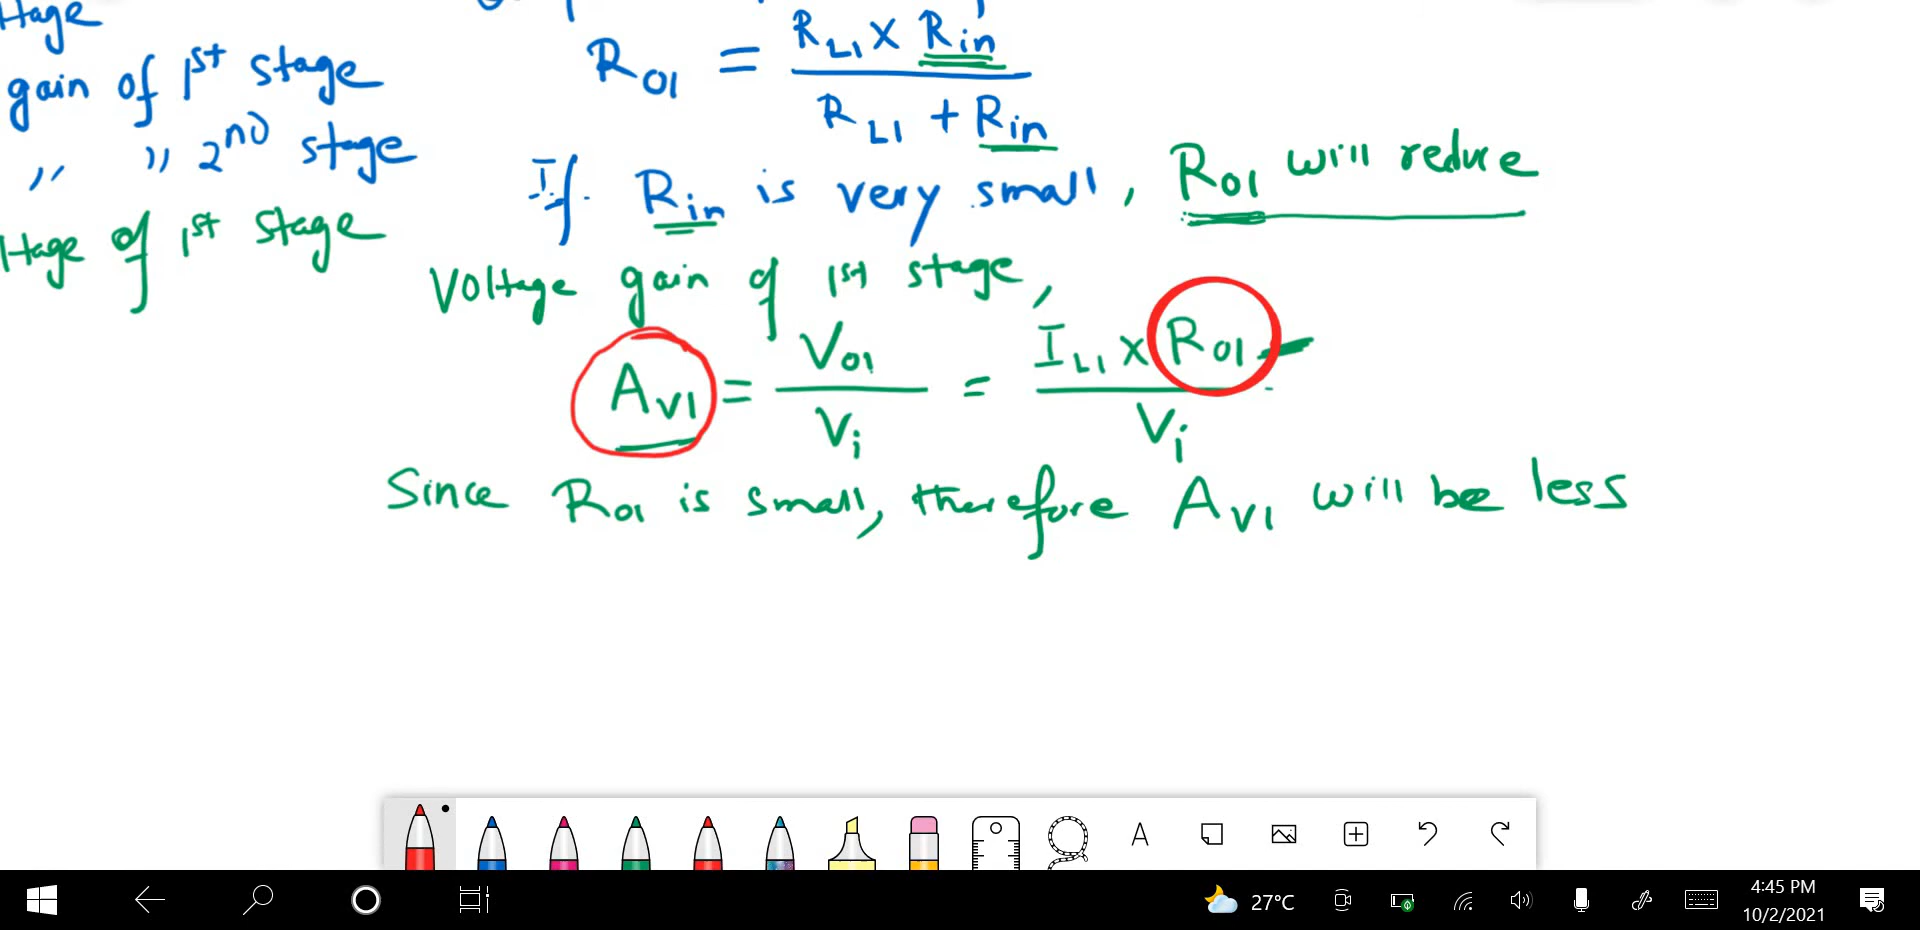 gain of 1st stage
" " 2nd stage
of 1st stage
R01 = RL1 x Rin / RL1 + Rin
If Rin is very small, R01 will reduce
Voltage gain of 1st stage,
AV1 = V01 / Vi = IL1 x R01 / Vi
Since R01 is small, therefore AV1 will be less
A
27°C
4:45 PM
10/2/2021